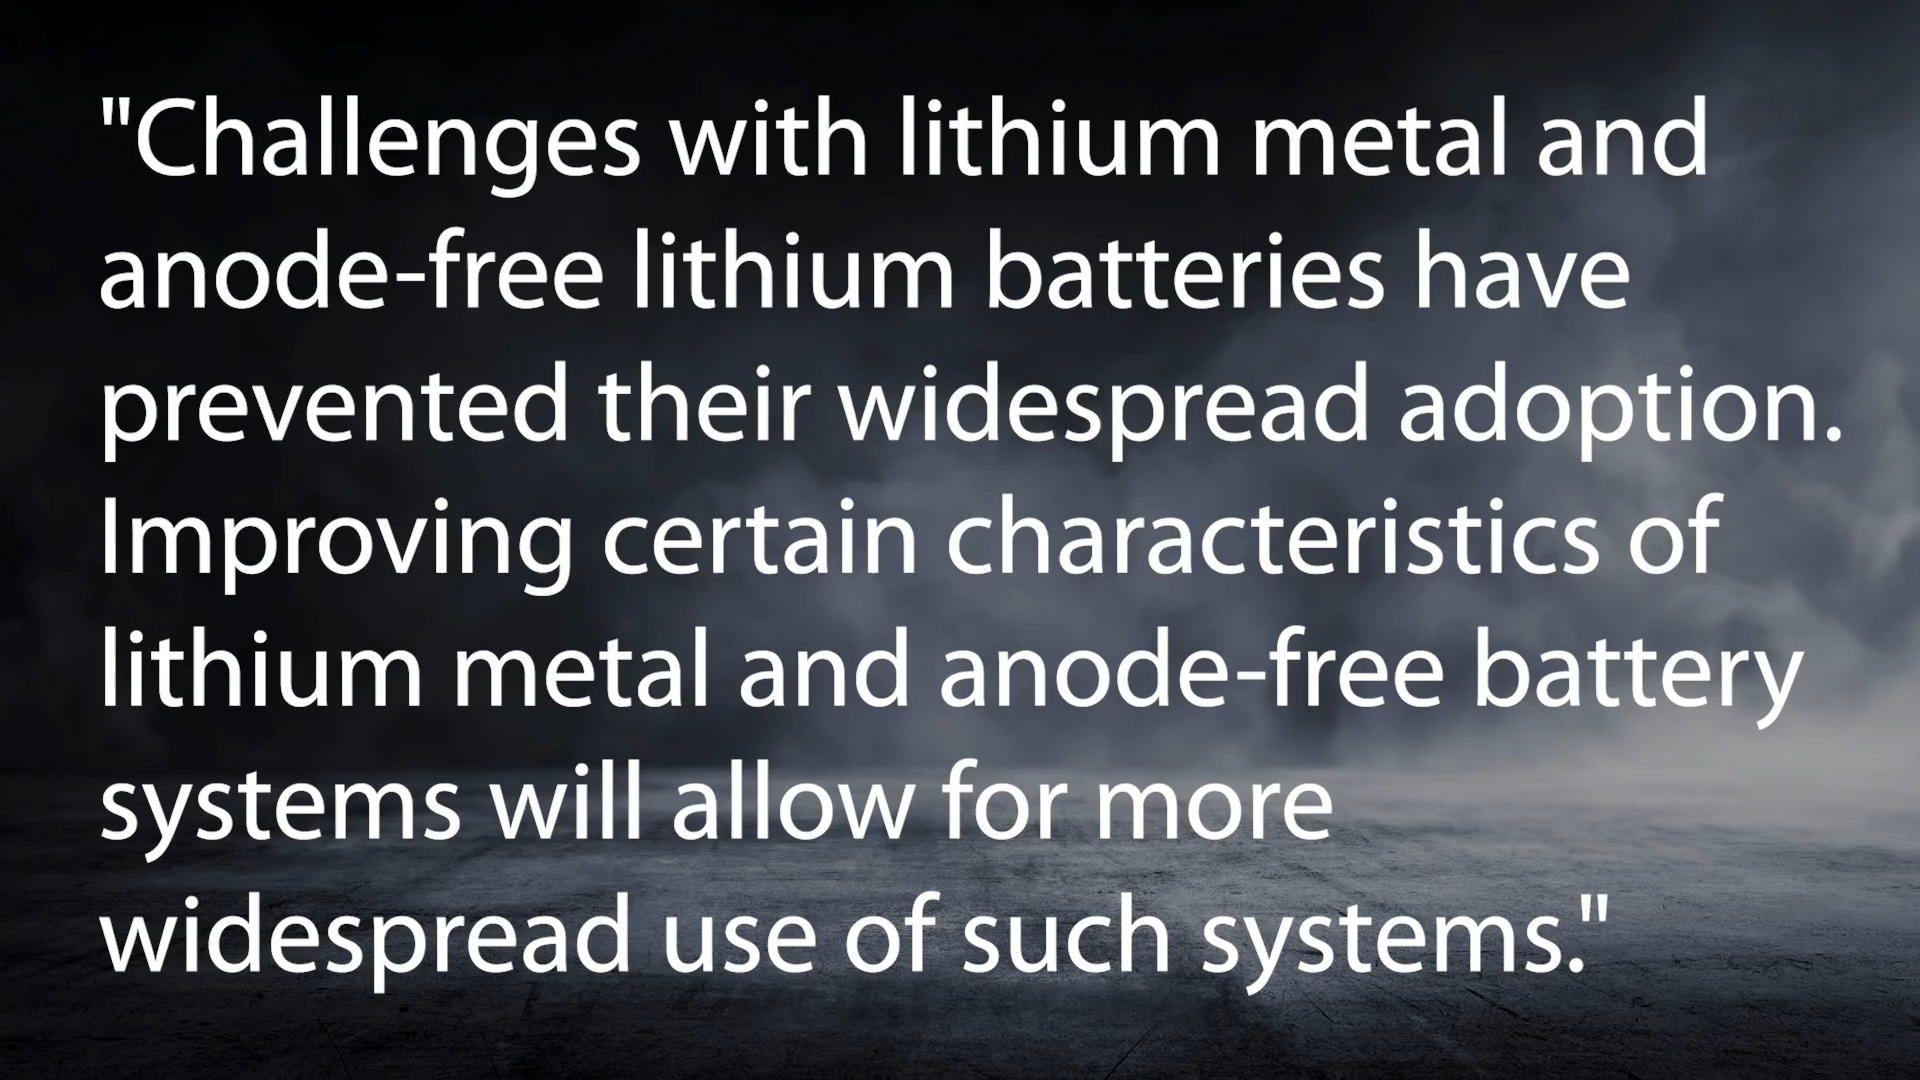 "Challenges with lithium metal and
anode-free lithium batteries have
prevented their widespread adoption.
Improving certain characteristics of
lithium metal and anode-free battery
systems will allow for more
widespread use of such systems."